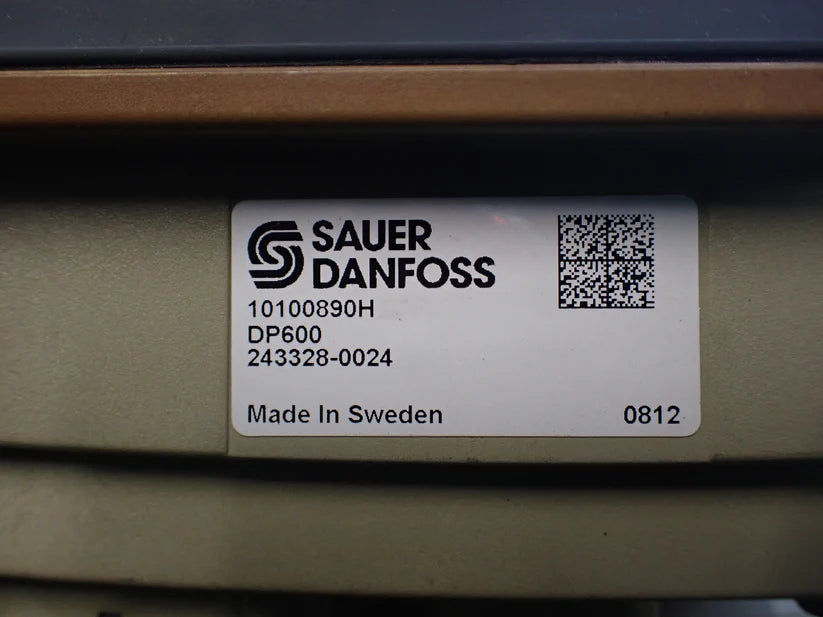 SAUER
DANFOSS
10100890H
DP600
243328-0024
Made In Sweden
0812